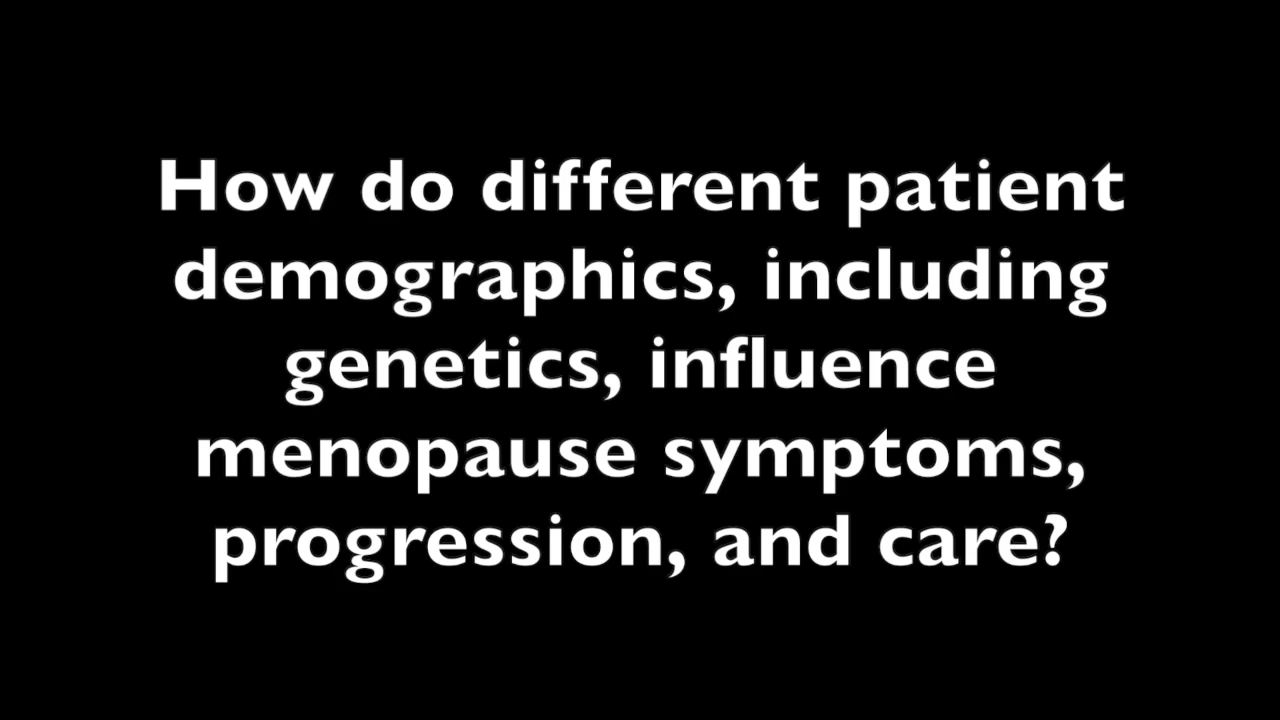 How do different patient
demographics, including
genetics, influence
menopause symptoms,
progression, and care?